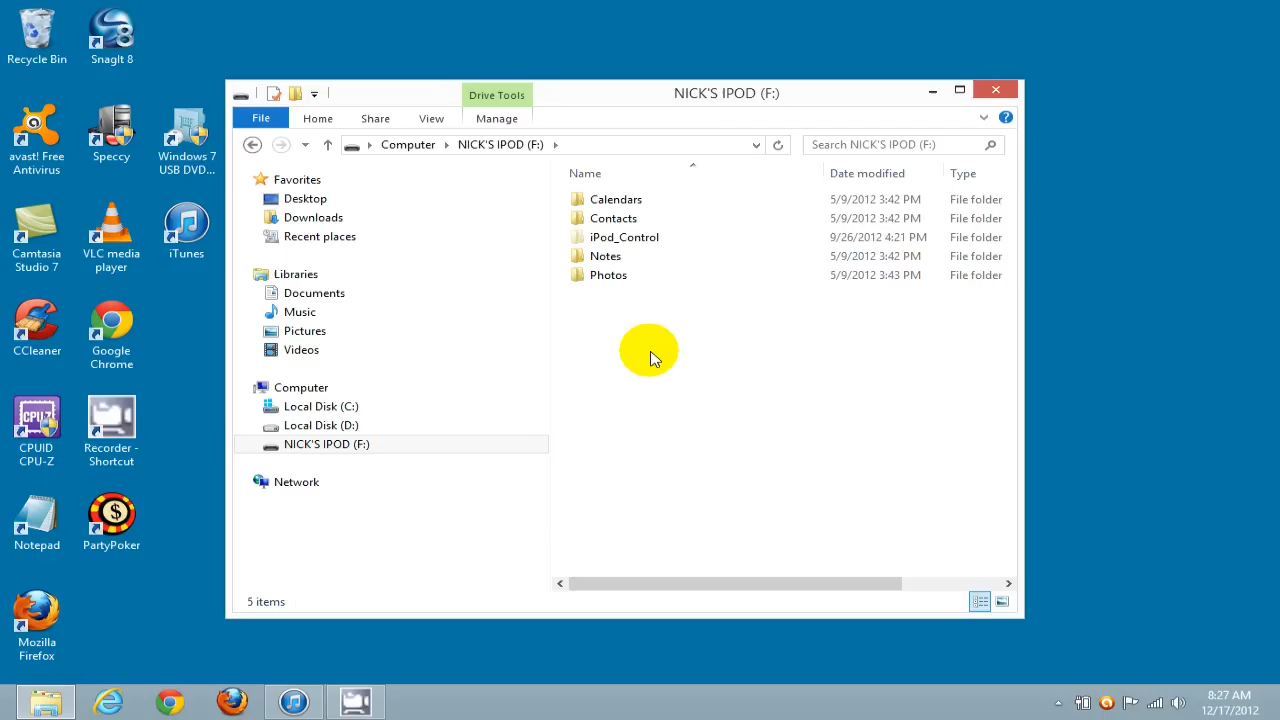 Recycle Bin
SnagIt 8
avast! Free
Antivirus
Speccy
Windows 7
USB DVD...
Camtasia
Studio 7
VLC media
player
iTunes
CCleaner
Google
Chrome
CPUID
CPU-Z
Recorder -
Shortcut
Notepad
PartyPoker
Mozilla
Firefox
Drive Tools
NICK'S IPOD (F:)
File
Home
Share
View
Manage
Computer
NICK'S IPOD (F:)
Search NICK'S IPOD (F:)
Favorites
Desktop
Downloads
Recent places
Libraries
Documents
Music
Pictures
Videos
Computer
Local Disk (C:)
Local Disk (D:)
NICK'S IPOD (F:)
Network
Name Date modified Type
Calendars 5/9/2012 3:42 PM File folder
Contacts 5/9/2012 3:42 PM File folder
iPod_Control 9/26/2012 4:21 PM File folder
Notes 5/9/2012 3:42 PM File folder
Photos 5/9/2012 3:43 PM File folder
5 items
8:27 AM
12/17/2012